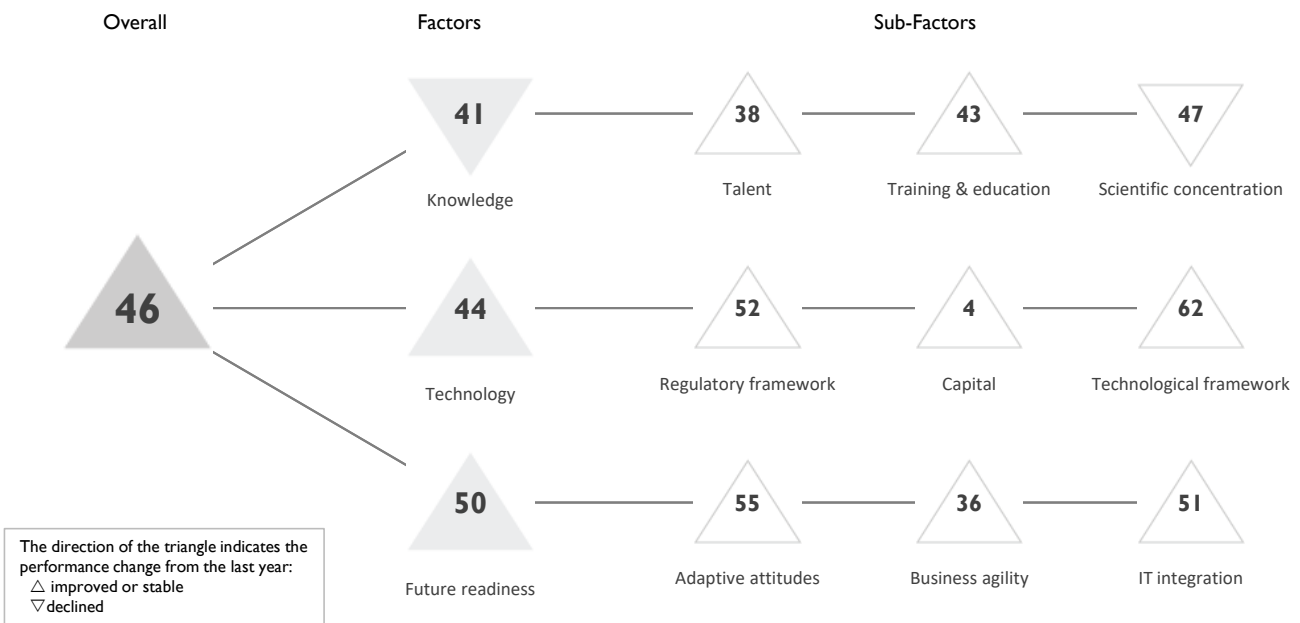 Overall Factors Sub-Factors
41 38 43 47
Knowledge Talent Training & education Scientific concentration
46 44 52 4 62
Technology Regulatory framework Capital Technological framework
50 55 36 51
Future readiness Adaptive attitudes Business agility IT integration
The direction of the triangle indicates the
performance change from the last year:
△ improved or stable
▽ declined